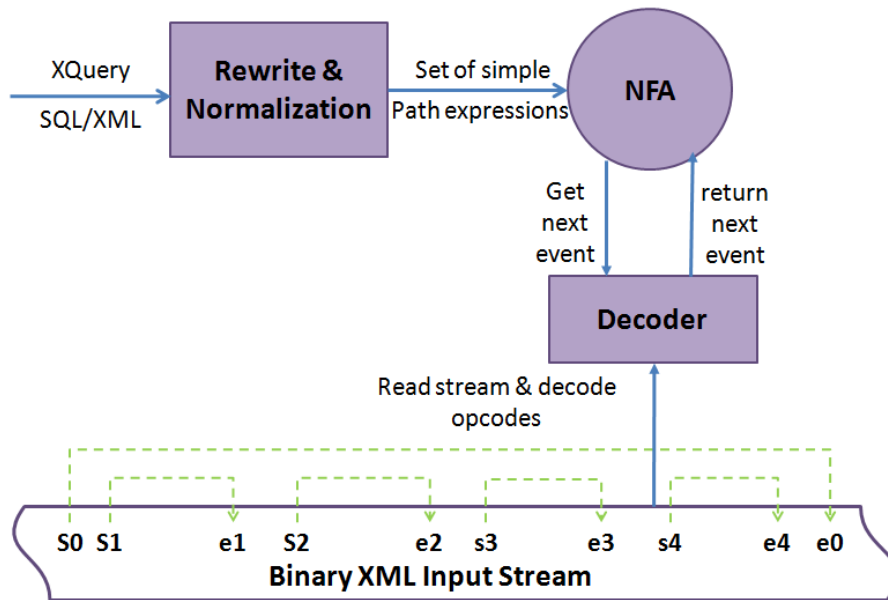 XQuery
SQL/XML
Rewrite &
Normalization
Set of simple
Path expressions
NFA
Get
next
event
return
next
event
Decoder
Read stream & decode
opcodes
S0 S1 e1 S2 e2 s3 e3 s4 e4 e0
Binary XML Input Stream